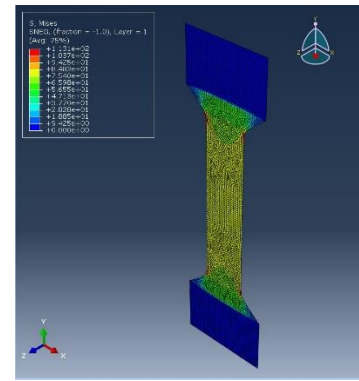 S, Mises
SNEG, (fraction = -1.0), Layer = 1
(Avg: 75%)
+1.131e+02
+1.037e+02
+9.425e+01
+8.483e+01
+7.540e+01
+6.598e+01
+5.655e+01
+4.713e+01
+3.770e+01
+2.828e+01
+1.885e+01
+9.425e+00
+0.000e+00
Y
Z
X
Y
Z
X